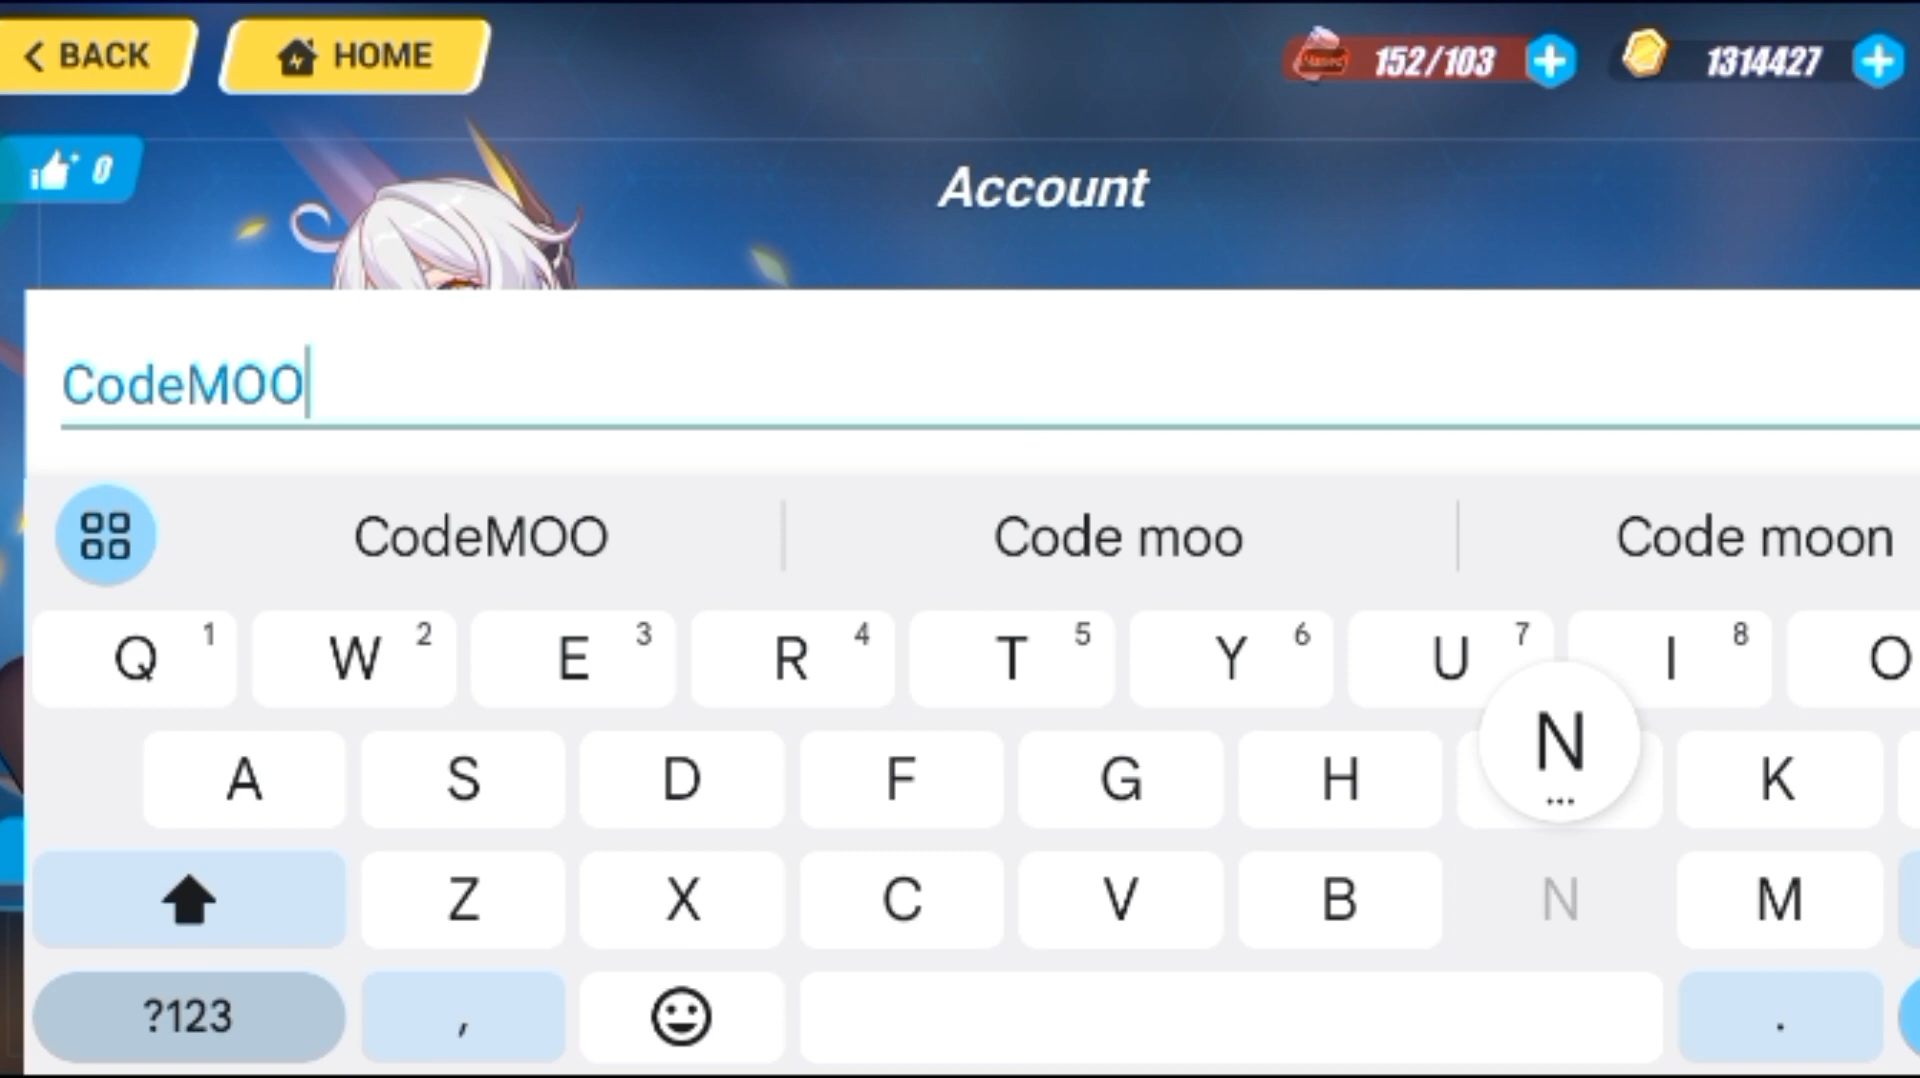 BACK
HOME
152/103
1314427
0
Account
CodeMOO
CodeMOO
Code moo
Code moon
Q 1 W 2 E 3 R 4 T 5 Y 6 U 7 I 8 O
A S D F G H N ... K
Z X C V B N M
?123 , .